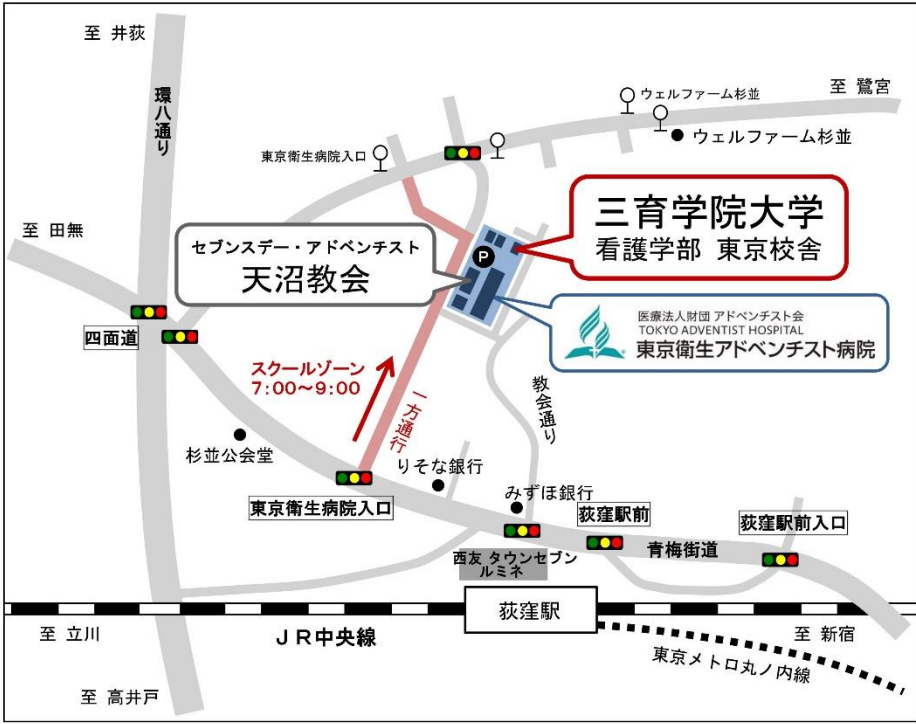 至 井荻
環八通り
ウェルファーム杉並
至 鷺宮
ウェルファーム杉並
東京衛生病院入口
三育学院大学
看護学部 東京校舎
至 田無
セブンスデー・アドベンチスト
天沼教会
P
医療法人財団 アドベンチスト会
TOKYO ADVENTIST HOSPITAL
東京衛生アドベンチスト病院
四面道
スクールゾーン
7:00～9:00
一方通行
教会通り
杉並公会堂
りそな銀行
みずほ銀行
東京衛生病院入口
荻窪駅前
荻窪駅前入口
青梅街道
西友 タウンセブン
ルミネ
荻窪駅
至 立川
JR中央線
至 新宿
東京メトロ丸ノ内線
至 高井戸